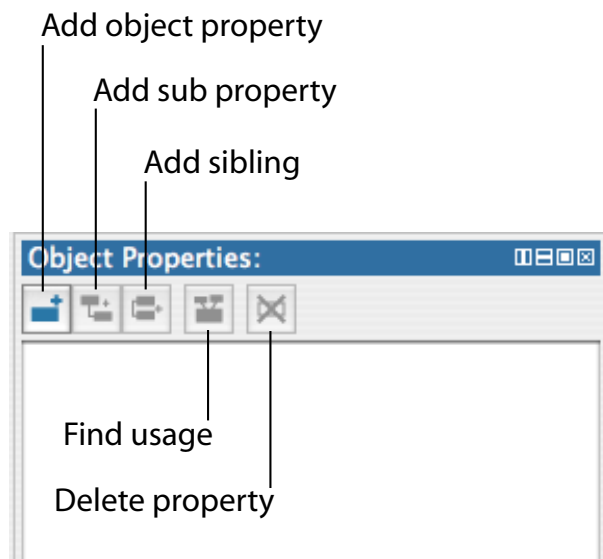 Add object property
Add sub property
Add sibling
Object Properties:
Find usage
Delete property